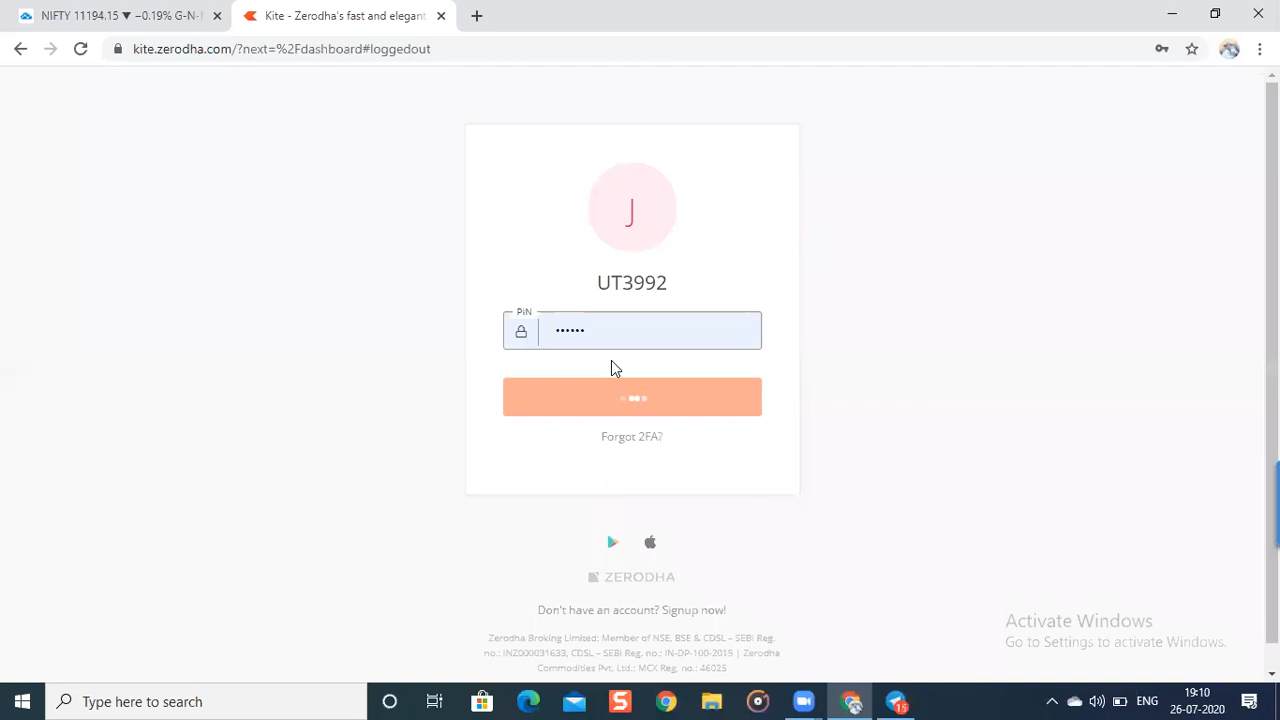 NIFTY 11194.15 ▼ −0.19% G-N-
Kite - Zerodha's fast and elegant
kite.zerodha.com/?next=%2Fdashboard#loggedout
J
UT3992
PIN
••••••
Forgot 2FA?
ZERODHA
Don't have an account? Signup now!
Zerodha Broking Limited: Member of NSE, BSE & CDSL – SEBI Reg.
no.: INZ000031633, CDSL – SEBI Reg. no.: IN-DP-100-2015 | Zerodha
Commodities Pvt. Ltd.: MCX Reg. no.: 46025
Activate Windows
Go to Settings to activate Windows.
Type here to search
S
15
ENG
19:10
26-07-2020